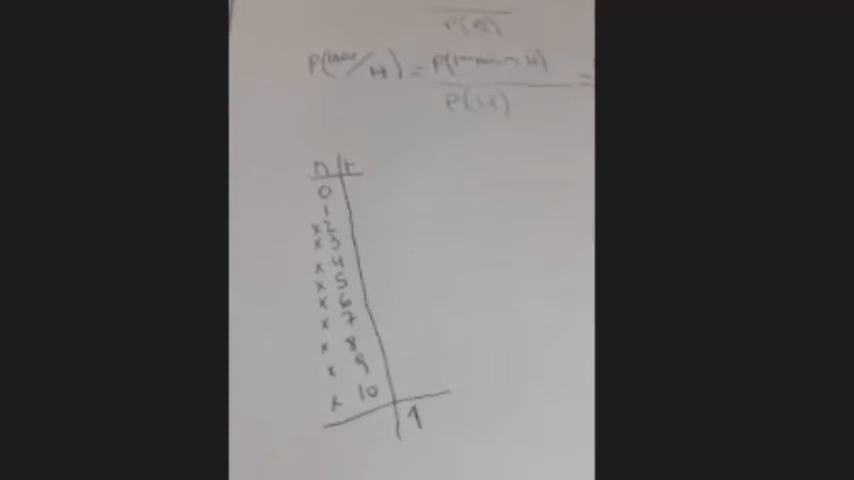 P(B)
P( / H) = P( ∩ H) =
P(H)
n | r
0
1
x 2
x 3
x 4
x 5
x 6
x 7
x 8
x 9
x 10
1